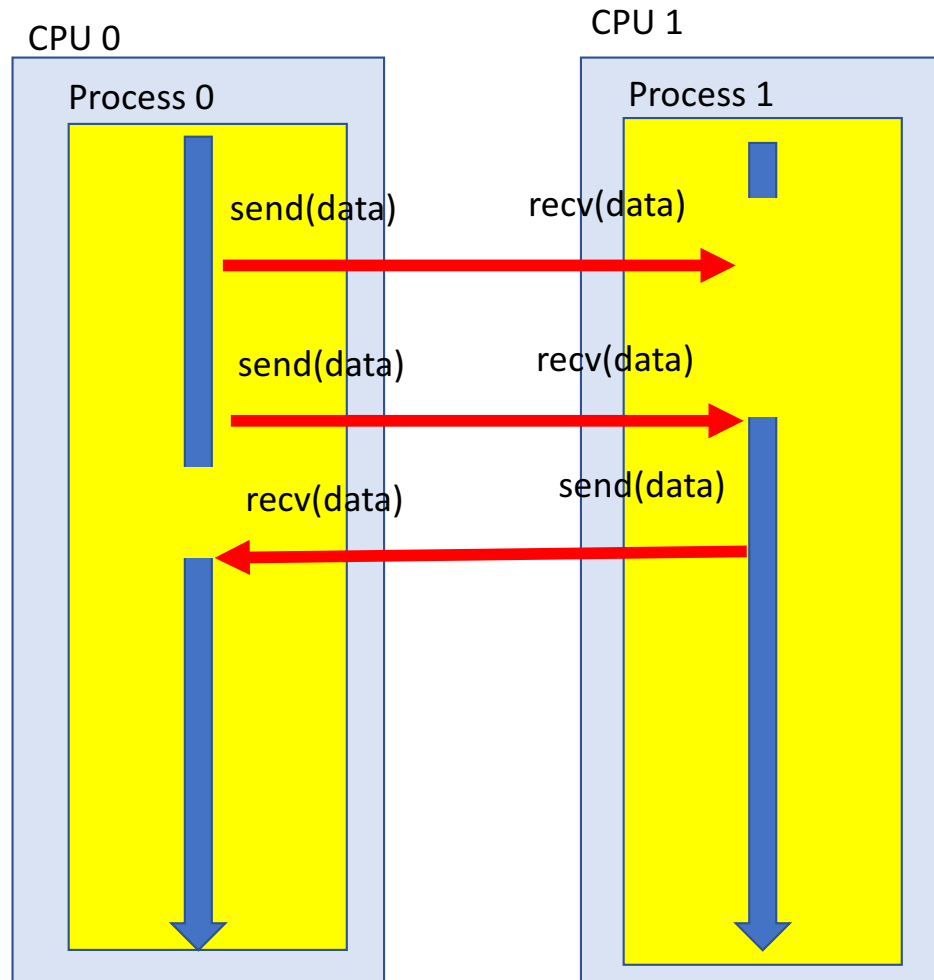 CPU 0
CPU 1
Process 0
Process 1
send(data)
recv(data)
send(data)
recv(data)
recv(data)
send(data)